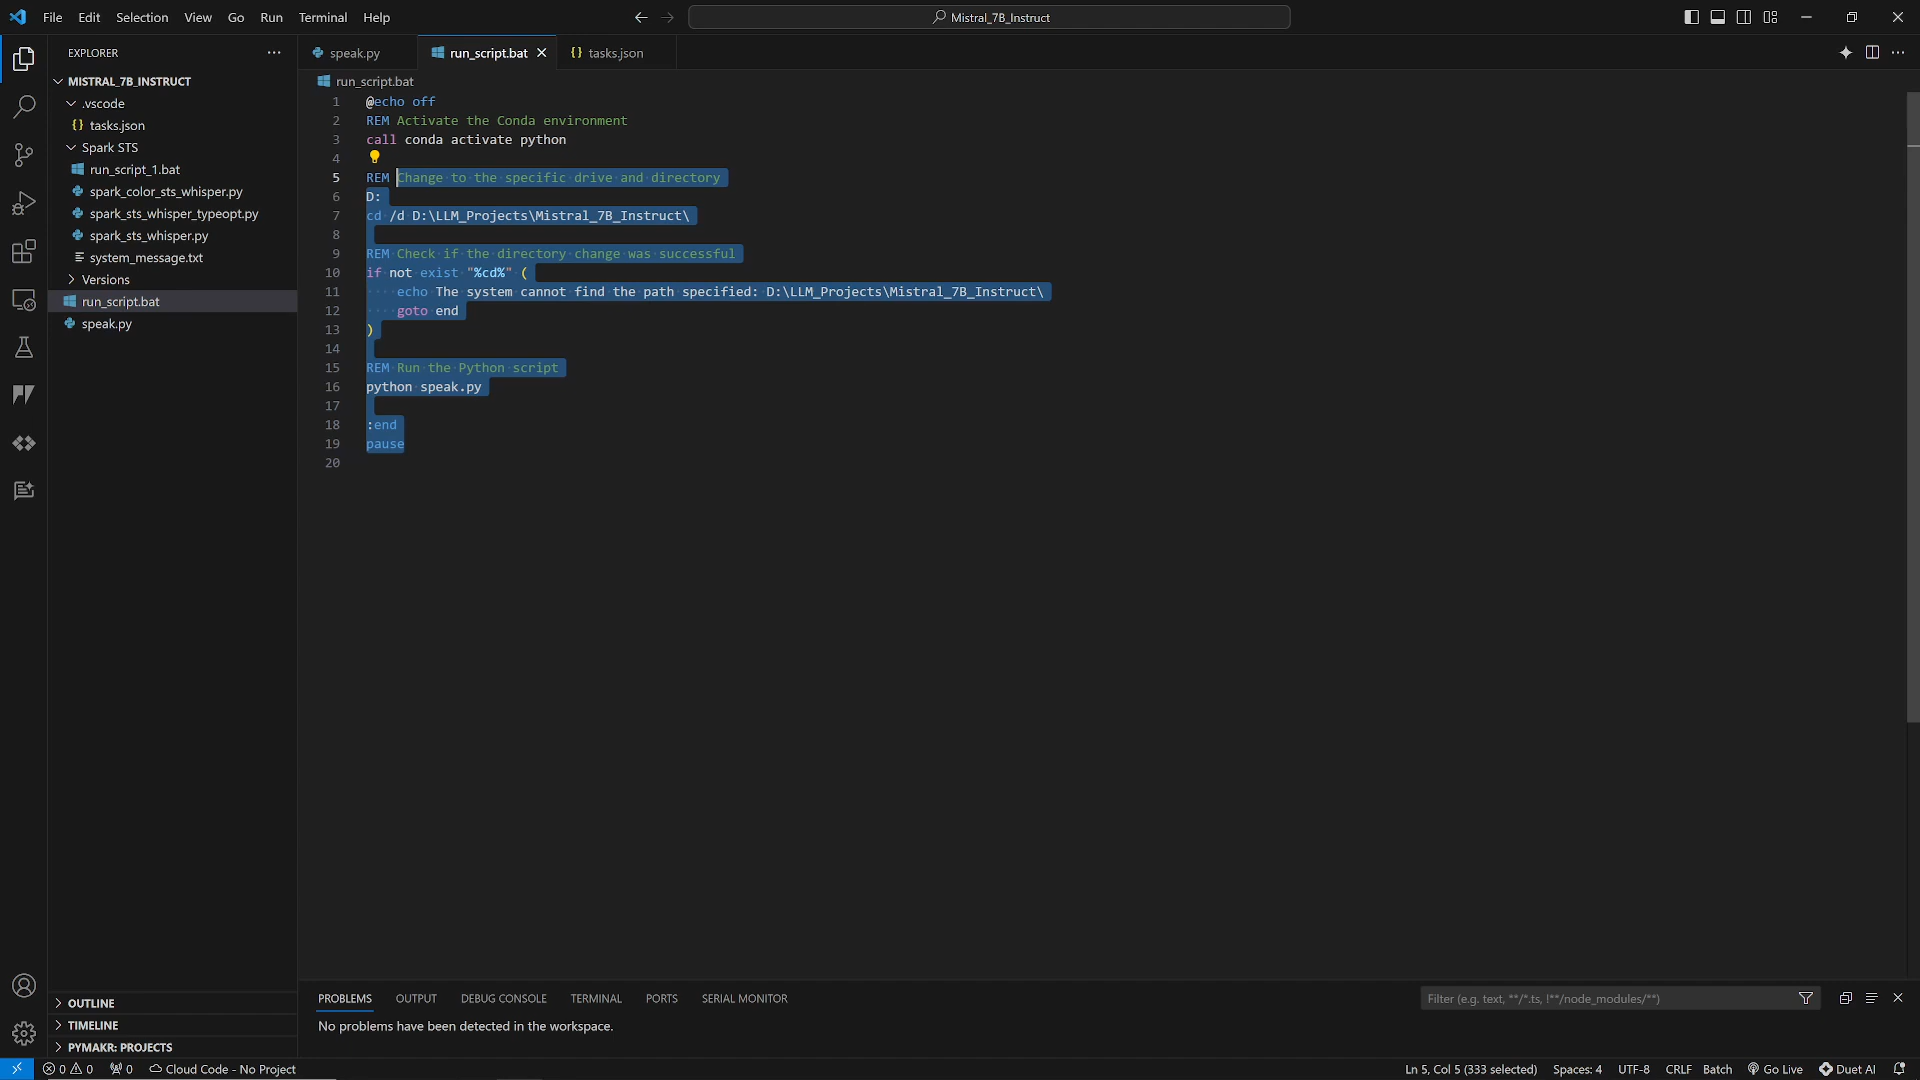 File Edit Selection View Go Run Terminal Help
Mistral_7B_Instruct
EXPLORER
MISTRAL_7B_INSTRUCT
.vscode
tasks.json
Spark STS
run_script_1.bat
spark_color_sts_whisper.py
spark_sts_whisper_typeopt.py
spark_sts_whisper.py
system_message.txt
Versions
run_script.bat
speak.py
OUTLINE
TIMELINE
PYMAKR: PROJECTS
speak.py run_script.bat tasks.json
run_script.bat
1 @echo off
2 REM Activate the Conda environment
3 call conda activate python
4
5 REM Change to the specific drive and directory
6 D:
7 cd /d D:\LLM_Projects\Mistral_7B_Instruct\
8
9 REM Check if the directory change was successful
10 if not exist "%cd%" (
11 echo The system cannot find the path specified: D:\LLM_Projects\Mistral_7B_Instruct\
12 goto end
13 )
14
15 REM Run the Python script
16 python speak.py
17
18 :end
19 pause
20
PROBLEMS OUTPUT DEBUG CONSOLE TERMINAL PORTS SERIAL MONITOR
Filter (e.g. text, **/*.ts, !**/node_modules/**)
No problems have been detected in the workspace.
0 0 0 Cloud Code - No Project
Ln 5, Col 5 (333 selected) Spaces: 4 UTF-8 CRLF Batch Go Live Duet AI